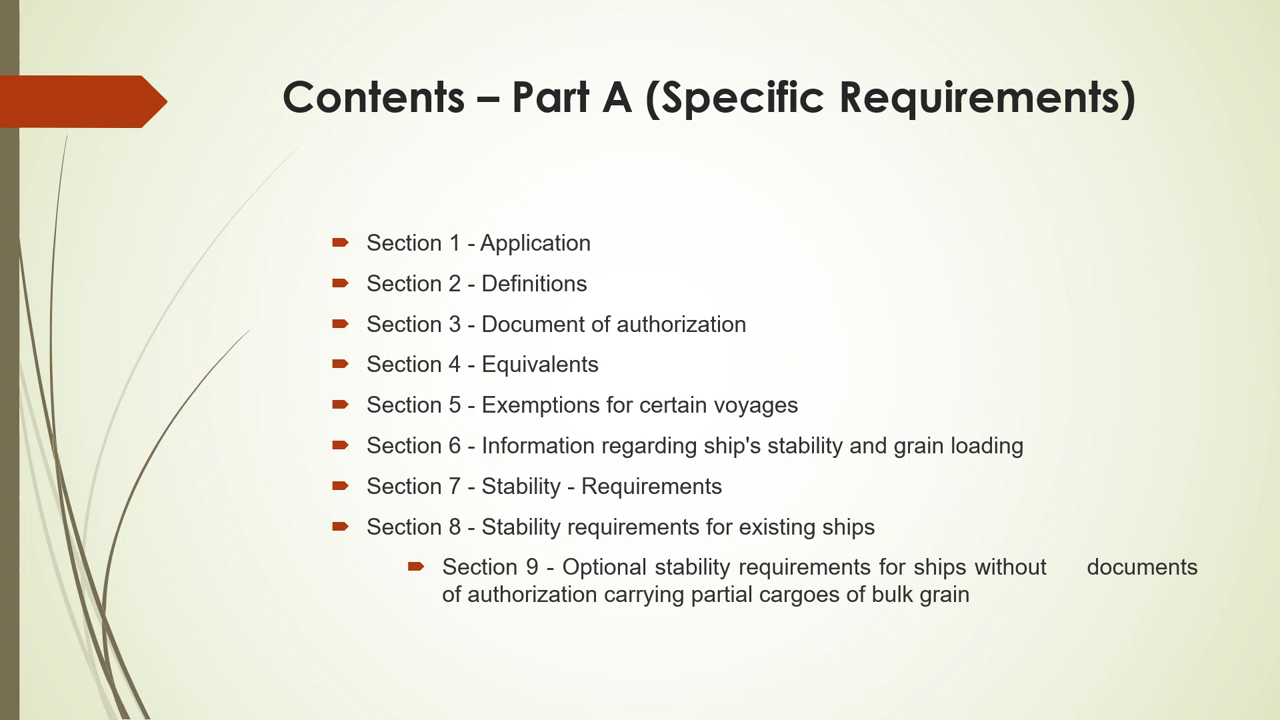 Contents – Part A (Specific Requirements)
Section 1 - Application
Section 2 - Definitions
Section 3 - Document of authorization
Section 4 - Equivalents
Section 5 - Exemptions for certain voyages
Section 6 - Information regarding ship's stability and grain loading
Section 7 - Stability - Requirements
Section 8 - Stability requirements for existing ships
Section 9 - Optional stability requirements for ships without documents
of authorization carrying partial cargoes of bulk grain